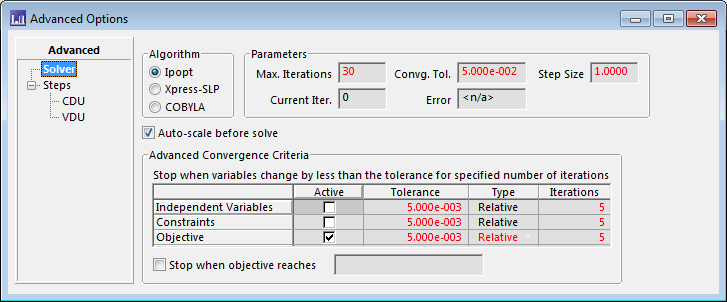 Advanced Options
Advanced
Solver
Steps
CDU
VDU
Algorithm
Ipopt
Xpress-SLP
COBYLA
Parameters
Max. Iterations 30 Convg. Tol. 5.000e-002 Step Size 1.0000
Current Iter. 0 Error <n/a>
Auto-scale before solve
Advanced Convergence Criteria
Stop when variables change by less than the tolerance for specified number of iterations
Active Tolerance Type Iterations
Independent Variables 5.000e-003 Relative 5
Constraints 5.000e-003 Relative 5
Objective 5.000e-003 Relative 5
Stop when objective reaches